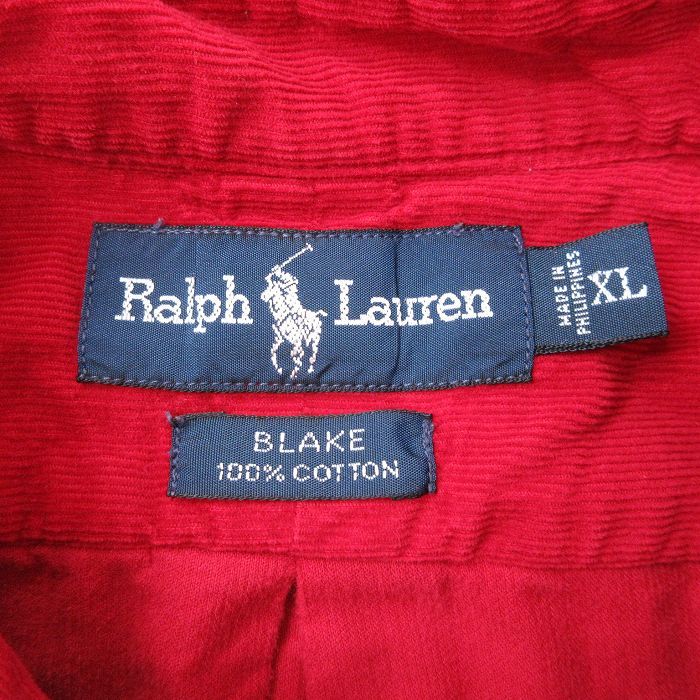 Ralph Lauren
MADE IN
PHILIPPINES
XL
BLAKE
100% COTTON